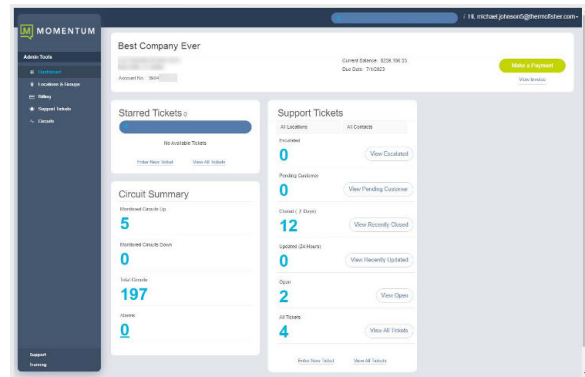 MOMENTUM
Hi, michael.johnson5@thermofisher.com
Admin Tools
Dashboard
Locations & Groups
Billing
Support Tickets
Circuits
Support
Training
Best Company Ever
Account No.
Current Balance:
Due Date: 7/1/2023
Make a Payment
View Invoice
Starred Tickets 0
No Available Tickets
Enter New Ticket View All Tickets
Circuit Summary
Monitored Circuits Up
5
Monitored Circuits Down
0
Total Circuits
197
Alarms
0
Support Tickets
All Locations All Contacts
Escalated
0 View Escalated
Pending Customer
0 View Pending Customer
Closed ( 7 Days)
12 View Recently Closed
Updated (24 Hours)
0 View Recently Updated
Open
2 View Open
All Tickets
4 View All Tickets
Enter New Ticket View All Tickets